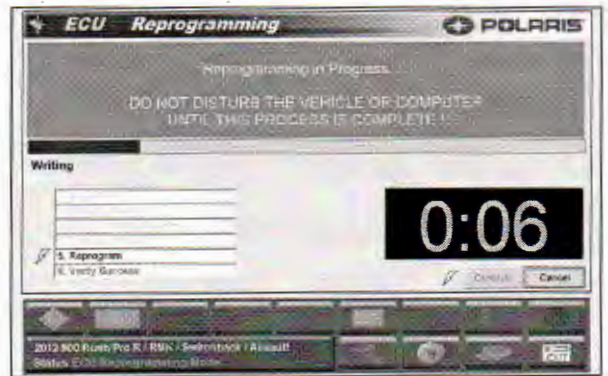 ECU Reprogramming
POLARIS
Reprogramming in Progress...
DO NOT DISTURB THE VEHICLE OR COMPUTER
UNTIL THIS PROCESS IS COMPLETE !
Writing
0:06
5. Reprogram
6. Verify Success
Continue
Cancel
2012 800 Rush/Pro R / RMK / Switchback / Assault
Status ECU Reprogramming Mode
EXIT